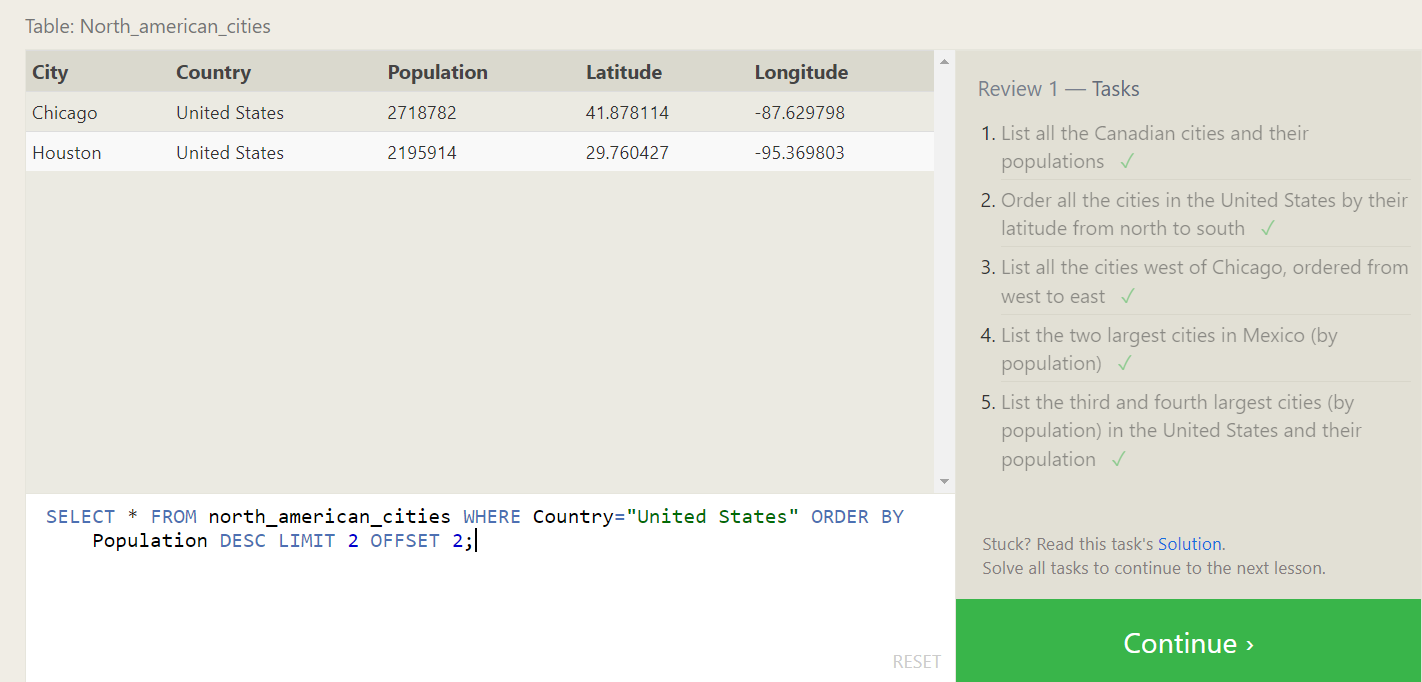 Table: North_american_cities
City Country Population Latitude Longitude
Chicago United States 2718782 41.878114 -87.629798
Houston United States 2195914 29.760427 -95.369803
SELECT * FROM north_american_cities WHERE Country="United States" ORDER BY
Population DESC LIMIT 2 OFFSET 2;
RESET
Review 1 — Tasks
1. List all the Canadian cities and their
populations ✓
2. Order all the cities in the United States by their
latitude from north to south ✓
3. List all the cities west of Chicago, ordered from
west to east ✓
4. List the two largest cities in Mexico (by
population) ✓
5. List the third and fourth largest cities (by
population) in the United States and their
population ✓
Stuck? Read this task's Solution.
Solve all tasks to continue to the next lesson.
Continue ›